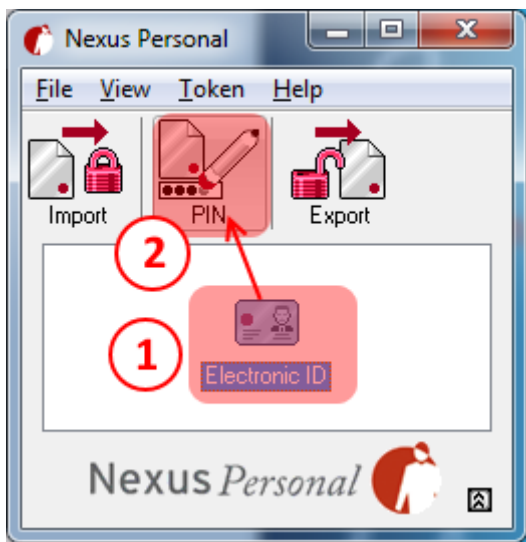 Nexus Personal
File View Token Help
Import PIN Export
2
1
Electronic ID
Nexus Personal